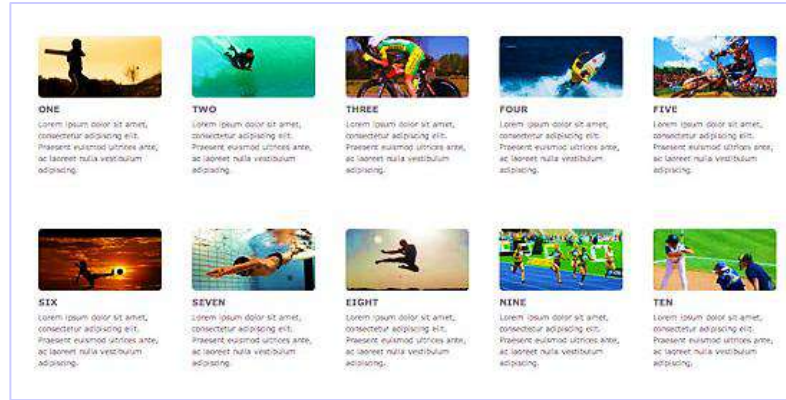 ONE
Lorem ipsum dolor sit amet,
consectetur adipiscing elit.
Praesent euismod ultrices ante,
ac laoreet nulla vestibulum
adipiscing.
TWO
Lorem ipsum dolor sit amet,
consectetur adipiscing elit.
Praesent euismod ultrices ante,
ac laoreet nulla vestibulum
adipiscing.
THREE
Lorem ipsum dolor sit amet,
consectetur adipiscing elit.
Praesent euismod ultrices ante,
ac laoreet nulla vestibulum
adipiscing.
FOUR
Lorem ipsum dolor sit amet,
consectetur adipiscing elit.
Praesent euismod ultrices ante,
ac laoreet nulla vestibulum
adipiscing.
FIVE
Lorem ipsum dolor sit amet,
consectetur adipiscing elit.
Praesent euismod ultrices ante,
ac laoreet nulla vestibulum
adipiscing.
SIX
Lorem ipsum dolor sit amet,
consectetur adipiscing elit.
Praesent euismod ultrices ante,
ac laoreet nulla vestibulum
adipiscing.
SEVEN
Lorem ipsum dolor sit amet,
consectetur adipiscing elit.
Praesent euismod ultrices ante,
ac laoreet nulla vestibulum
adipiscing.
EIGHT
Lorem ipsum dolor sit amet,
consectetur adipiscing elit.
Praesent euismod ultrices ante,
ac laoreet nulla vestibulum
adipiscing.
NINE
Lorem ipsum dolor sit amet,
consectetur adipiscing elit.
Praesent euismod ultrices ante,
ac laoreet nulla vestibulum
adipiscing.
TEN
Lorem ipsum dolor sit amet,
consectetur adipiscing elit.
Praesent euismod ultrices ante,
ac laoreet nulla vestibulum
adipiscing.